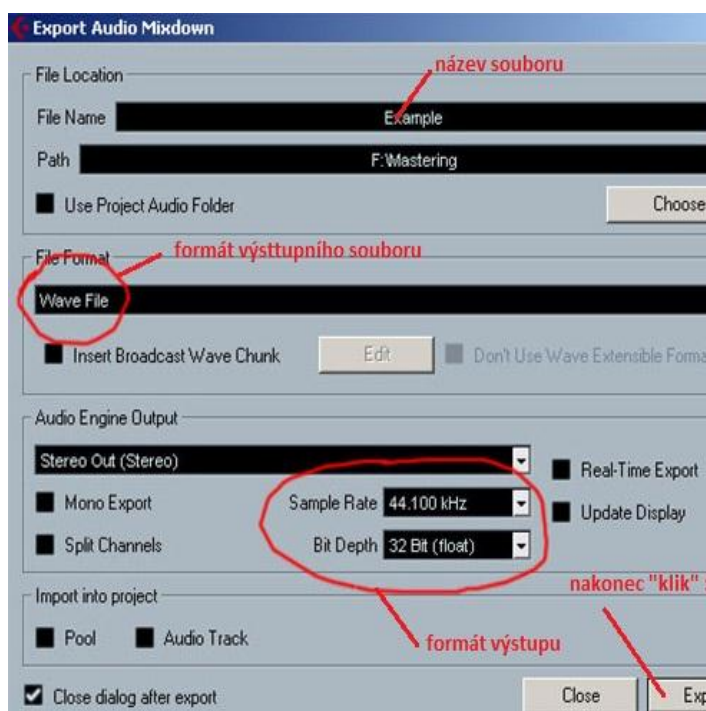 Export Audio Mixdown
název souboru
File Location
File Name Example
Path F:\Mastering
Use Project Audio Folder
Choose
formát výsttupního souboru
File Format
Wave File
Insert Broadcast Wave Chunk Edit Don't Use Wave Extensible Forma
Audio Engine Output
Stereo Out (Stereo)
Real-Time Export
Mono Export Sample Rate 44.100 kHz
Update Display
Split Channels Bit Depth 32 Bit (float)
nakonec "klik" :
Import into project
Pool Audio Track
formát výstupu
Close dialog after export Close Exp